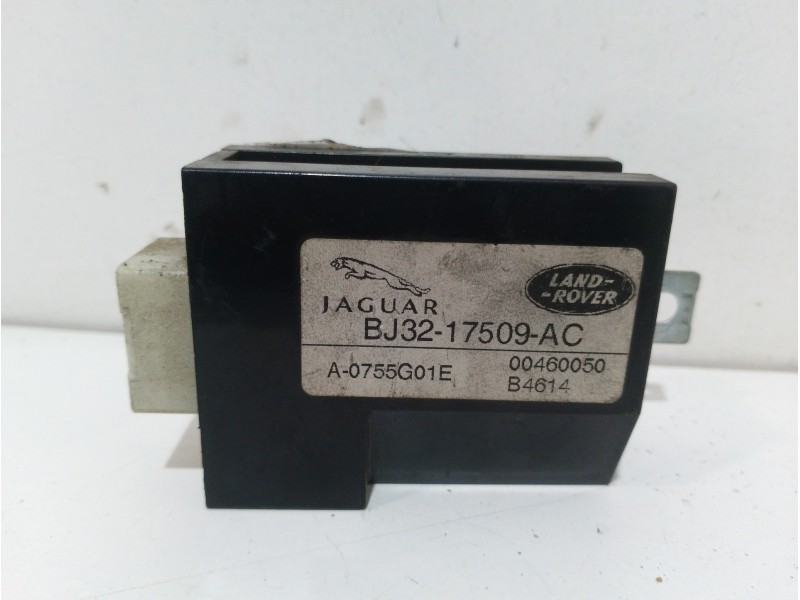 JAGUAR
LAND-
-ROVER
BJ32-17509-AC
A-0755G01E
00460050
B4614